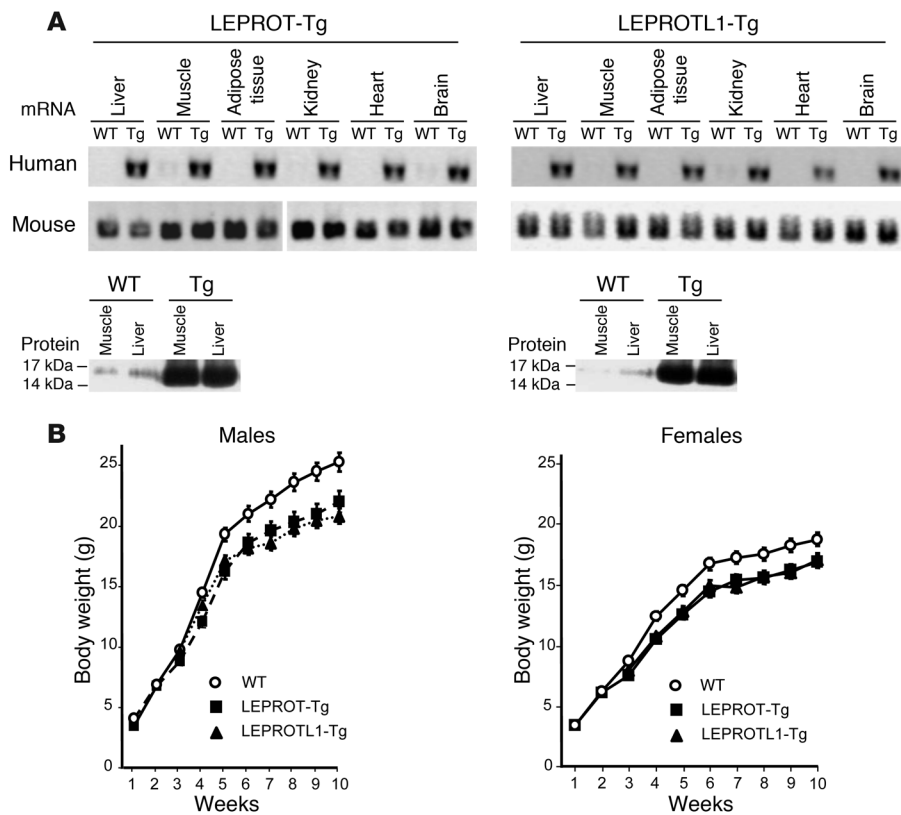 A
LEPROT-Tg
LEPROTL1-Tg
mRNA
Liver
Muscle
Adipose tissue
Kidney
Heart
Brain
Liver
Muscle
Adipose tissue
Kidney
Heart
Brain
WT Tg WT Tg WT Tg WT Tg WT Tg WT Tg
WT Tg WT Tg WT Tg WT Tg WT Tg WT Tg
Human
Mouse
WT Tg
WT Tg
Protein
Muscle
Liver
Muscle
Liver
17 kDa
14 kDa
Protein
Muscle
Liver
Muscle
Liver
17 kDa
14 kDa
B
Males
Body weight (g)
25
20
15
10
5
0
WT
LEPROT-Tg
LEPROTL1-Tg
1 2 3 4 5 6 7 8 9 10
Weeks
Females
Body weight (g)
25
20
15
10
5
0
WT
LEPROT-Tg
LEPROTL1-Tg
1 2 3 4 5 6 7 8 9 10
Weeks